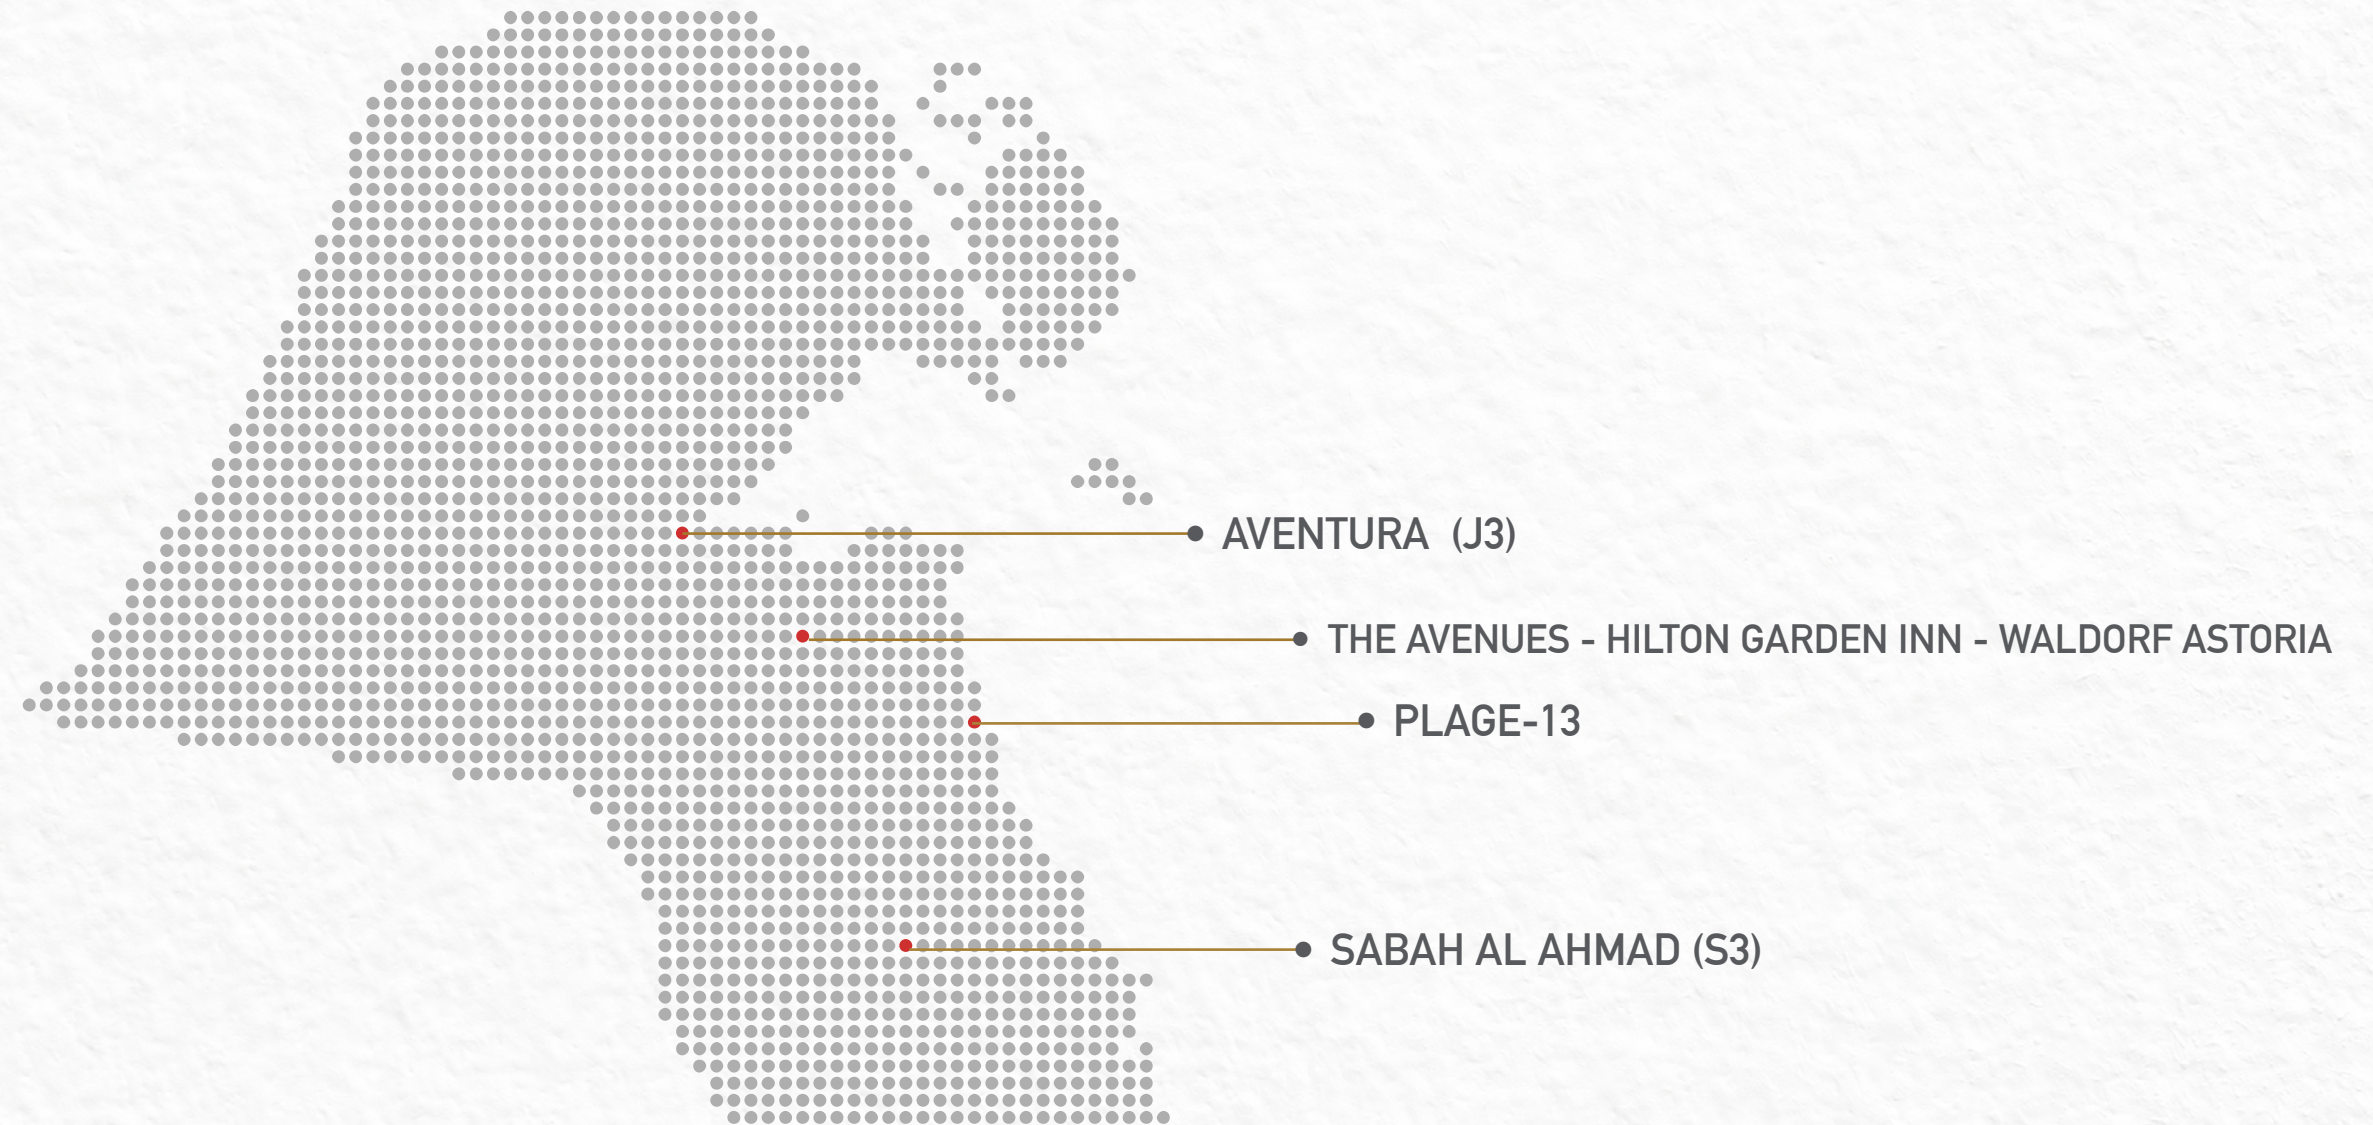 AVENTURA (J3)
THE AVENUES - HILTON GARDEN INN - WALDORF ASTORIA
PLAGE-13
SABAH AL AHMAD (S3)